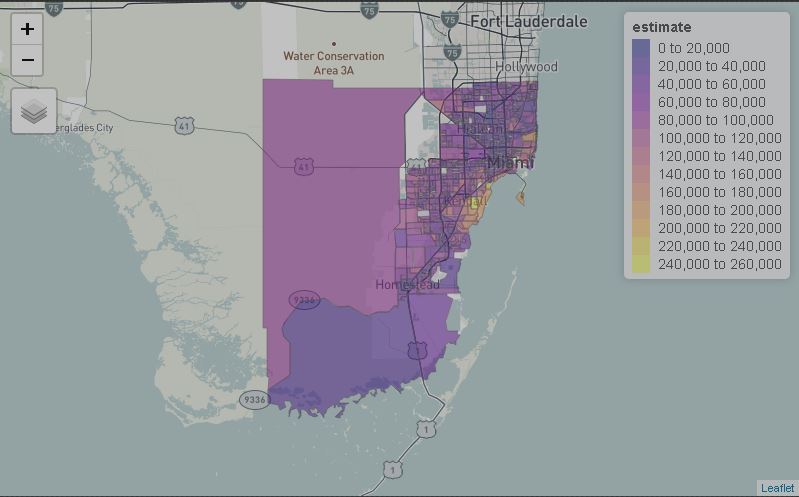 75
75
75
75
75
Fort Lauderdale
Hollywood
+
−
Water Conservation
Area 3A
erglades City
41
41
41
Hialeah
Miami
Kendall
Homestead
9336
9336
1
1
1
estimate
0 to 20,000
20,000 to 40,000
40,000 to 60,000
60,000 to 80,000
80,000 to 100,000
100,000 to 120,000
120,000 to 140,000
140,000 to 160,000
160,000 to 180,000
180,000 to 200,000
200,000 to 220,000
220,000 to 240,000
240,000 to 260,000
Leaflet